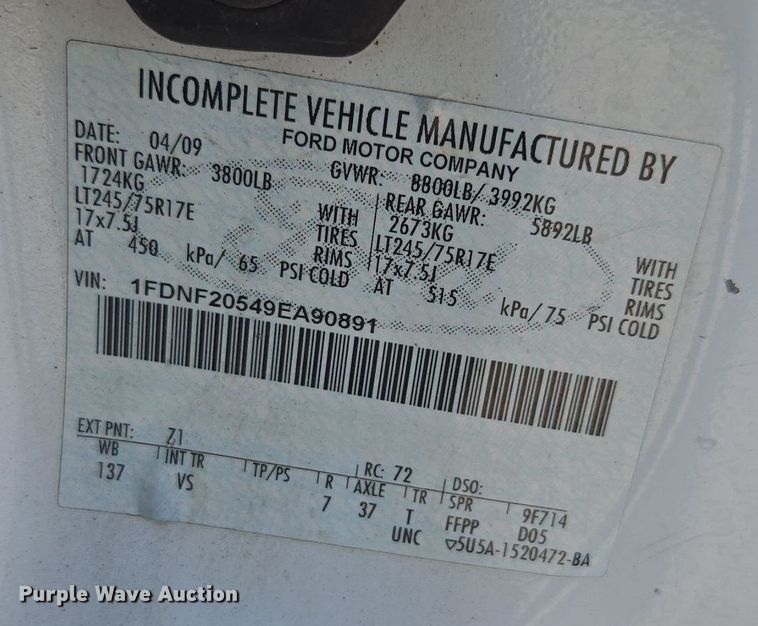 INCOMPLETE VEHICLE MANUFACTURED BY
FORD MOTOR COMPANY
DATE: 04/09 GVWR: 8800LB/ 3992KG
FRONT GAWR: 3800LB REAR GAWR: 5892LB
1724KG WITH 2673KG WITH
LT245/75R17E TIRES LT245/75R17E TIRES
17x7.5J RIMS 17x7.5J RIMS
AT 450 kPa/ 65 PSI COLD AT 515 kPa/ 75 PSI COLD
VIN: 1FDNF20549EA90891
EXT PNT: Z1 RC: 72 DSO:
WB INT TR TP/PS R AXLE TR SPR 9F714
137 VS 7 37 T FFPP D05
UNC ▽5U5A-1520472-BA
Purple Wave Auction